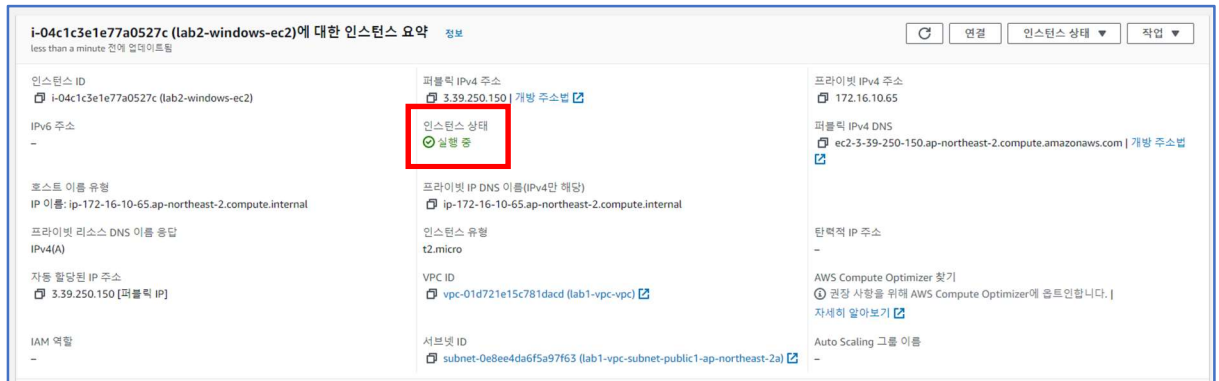 i-04c1c3e1e77a0527c (lab2-windows-ec2)에 대한 인스턴스 요약 정보
less than a minute 전에 업데이트됨
연결
인스턴스 상태 ▼
작업 ▼
인스턴스 ID
i-04c1c3e1e77a0527c (lab2-windows-ec2)
퍼블릭 IPv4 주소
3.39.250.150 | 개방 주소법
프라이빗 IPv4 주소
172.16.10.65
IPv6 주소
–
인스턴스 상태
실행 중
퍼블릭 IPv4 DNS
ec2-3-39-250-150.ap-northeast-2.compute.amazonaws.com | 개방 주소법
호스트 이름 유형
IP 이름: ip-172-16-10-65.ap-northeast-2.compute.internal
프라이빗 IP DNS 이름(IPv4만 해당)
ip-172-16-10-65.ap-northeast-2.compute.internal
프라이빗 리소스 DNS 이름 응답
IPv4(A)
인스턴스 유형
t2.micro
탄력적 IP 주소
–
자동 할당된 IP 주소
3.39.250.150 [퍼블릭 IP]
VPC ID
vpc-01d721e15c781dacd (lab1-vpc-vpc)
AWS Compute Optimizer 찾기
권장 사항을 위해 AWS Compute Optimizer에 옵트인합니다. |
자세히 알아보기
IAM 역할
–
서브넷 ID
subnet-0e8ee4da6f5a97f63 (lab1-vpc-subnet-public1-ap-northeast-2a)
Auto Scaling 그룹 이름
–